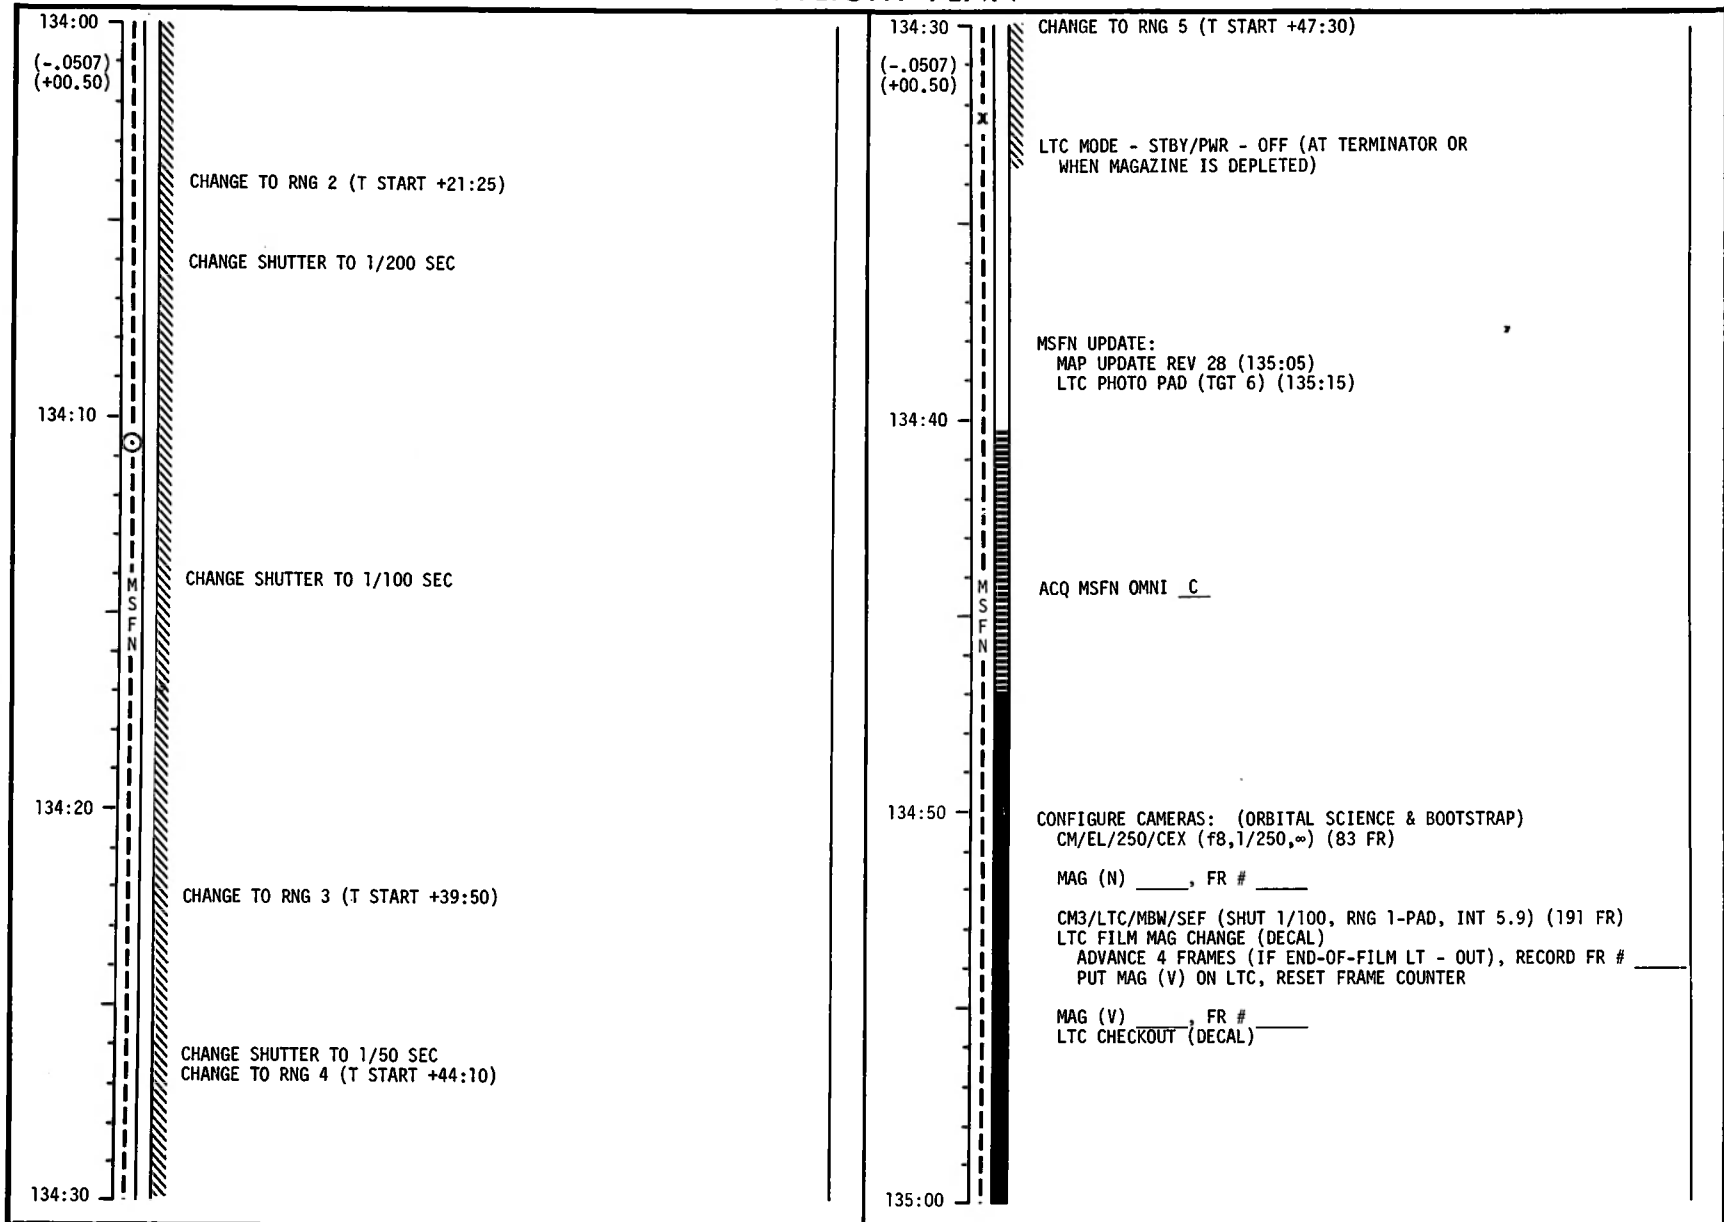 134:00
(-.0507)
(+00.50)
CHANGE TO RNG 2 (T START +21:25)
CHANGE SHUTTER TO 1/200 SEC
134:10
CHANGE SHUTTER TO 1/100 SEC
M
S
F
N
134:20
CHANGE TO RNG 3 (T START +39:50)
CHANGE SHUTTER TO 1/50 SEC
CHANGE TO RNG 4 (T START +44:10)
134:30
134:30
CHANGE TO RNG 5 (T START +47:30)
(-.0507)
(+00.50)
X
LTC MODE - STBY/PWR - OFF (AT TERMINATOR OR
WHEN MAGAZINE IS DEPLETED)
MSFN UPDATE:
MAP UPDATE REV 28 (135:05)
LTC PHOTO PAD (TGT 6) (135:15)
134:40
ACQ MSFN OMNI C
M
S
F
N
134:50
CONFIGURE CAMERAS: (ORBITAL SCIENCE & BOOTSTRAP)
CM/EL/250/CEX (f8,1/250,∞) (83 FR)
MAG (N) _____, FR # _____
CM3/LTC/MBW/SEF (SHUT 1/100, RNG 1-PAD, INT 5.9) (191 FR)
LTC FILM MAG CHANGE (DECAL)
ADVANCE 4 FRAMES (IF END-OF-FILM LT - OUT), RECORD FR # _____
PUT MAG (V) ON LTC, RESET FRAME COUNTER
MAG (V) _____, FR # _____
LTC CHECKOUT (DECAL)
135:00